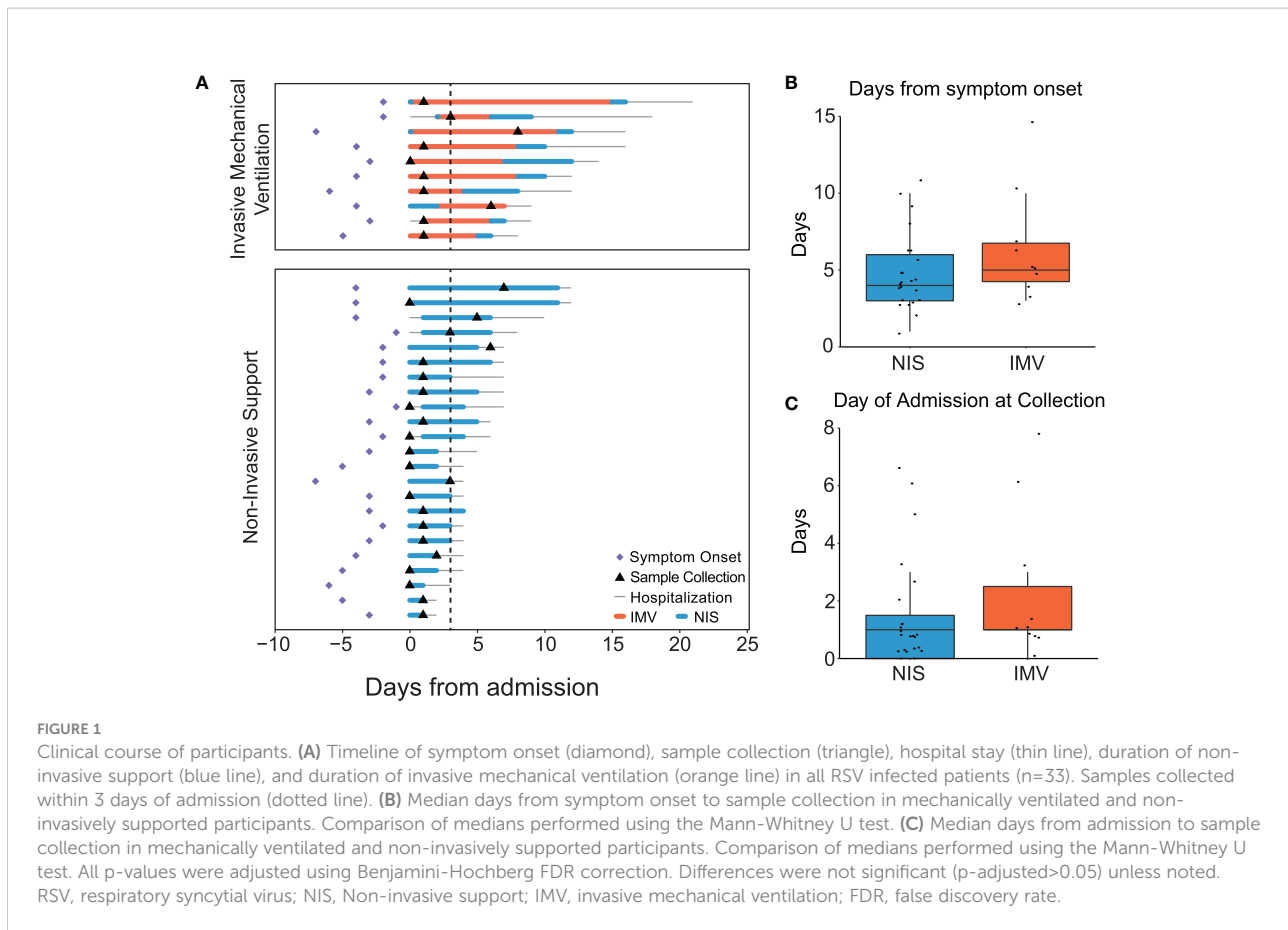 A
Invasive Mechanical
Ventilation
Non-Invasive Support
Symptom Onset
Sample Collection
Hospitalization
IMV NIS
−10 −5 0 5 10 15 20 25
Days from admission
B
Days from symptom onset
15
10
5
0
Days
NIS IMV
C
Day of Admission at Collection
8
6
4
2
0
Days
NIS IMV
FIGURE 1
Clinical course of participants. (A) Timeline of symptom onset (diamond), sample collection (triangle), hospital stay (thin line), duration of non-
invasive support (blue line), and duration of invasive mechanical ventilation (orange line) in all RSV infected patients (n=33). Samples collected
within 3 days of admission (dotted line). (B) Median days from symptom onset to sample collection in mechanically ventilated and non-
invasively supported participants. Comparison of medians performed using the Mann-Whitney U test. (C) Median days from admission to sample
collection in mechanically ventilated and non-invasively supported participants. Comparison of medians performed using the Mann-Whitney U
test. All p-values were adjusted using Benjamini-Hochberg FDR correction. Differences were not significant (p-adjusted>0.05) unless noted.
RSV, respiratory syncytial virus; NIS, Non-invasive support; IMV, invasive mechanical ventilation; FDR, false discovery rate.